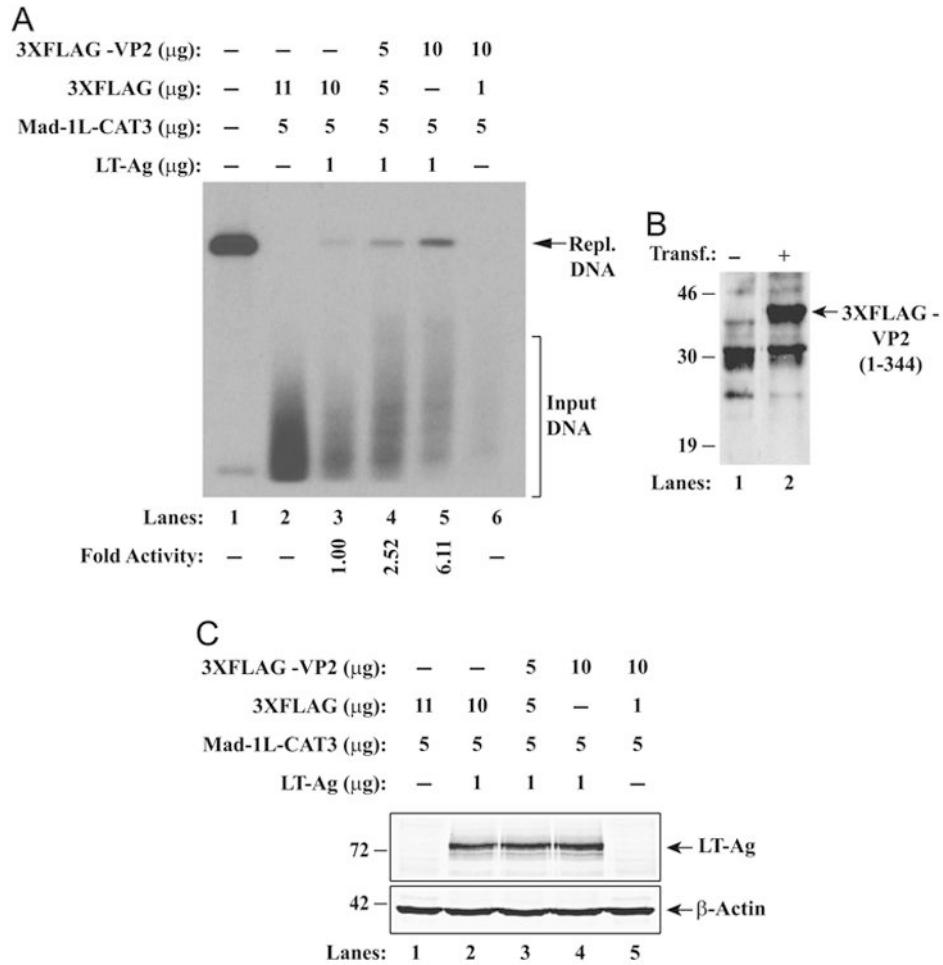 A
3XFLAG -VP2 (µg): – – – 5 10 10
3XFLAG (µg): – 11 10 5 – 1
Mad-1L-CAT3 (µg): – 5 5 5 5 5
LT-Ag (µg): – – 1 1 1 –
Repl. DNA
Input DNA
Lanes: 1 2 3 4 5 6
Fold Activity: – – 1.00 2.52 6.11 –
B
Transf.: – +
46
3XFLAG - VP2 (1-344)
30
19
Lanes: 1 2
C
3XFLAG -VP2 (µg): – – 5 10 10
3XFLAG (µg): 11 10 5 – 1
Mad-1L-CAT3 (µg): 5 5 5 5 5
LT-Ag (µg): – 1 1 1 –
72 LT-Ag
42 β-Actin
Lanes: 1 2 3 4 5